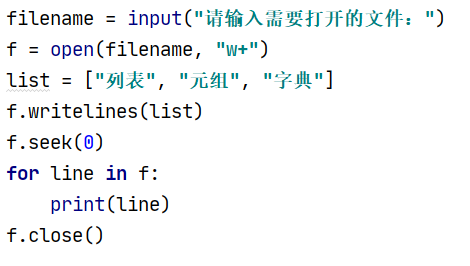 filename = input("请输入需要打开的文件：")
f = open(filename, "w+")
list = ["列表", "元组", "字典"]
f.writelines(list)
f.seek(0)
for line in f:
    print(line)
f.close()